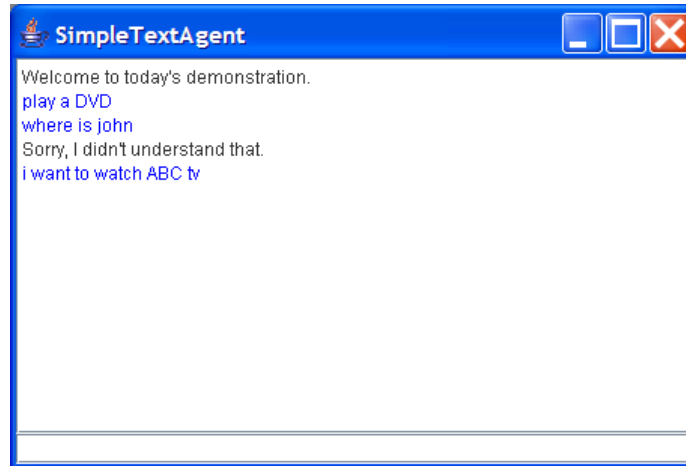 SimpleTextAgent
Welcome to today's demonstration.
play a DVD
where is john
Sorry, I didn't understand that.
i want to watch ABC tv